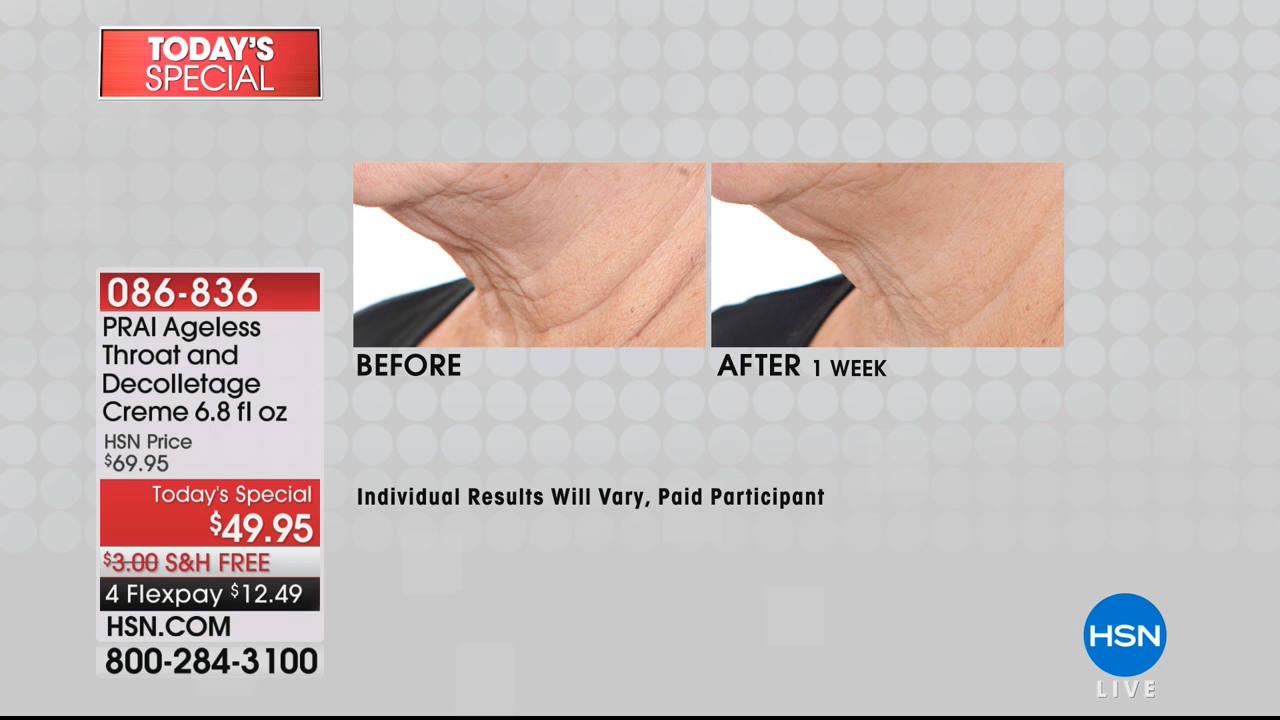 TODAY'S
SPECIAL
BEFORE
AFTER 1 WEEK
Individual Results Will Vary, Paid Participant
086-836
PRAI Ageless
Throat and
Decolletage
Creme 6.8 fl oz
HSN Price
$69.95
Today's Special
$49.95
$3.00 S&H FREE
4 Flexpay $12.49
HSN.COM
800-284-3100
HSN
LIVE